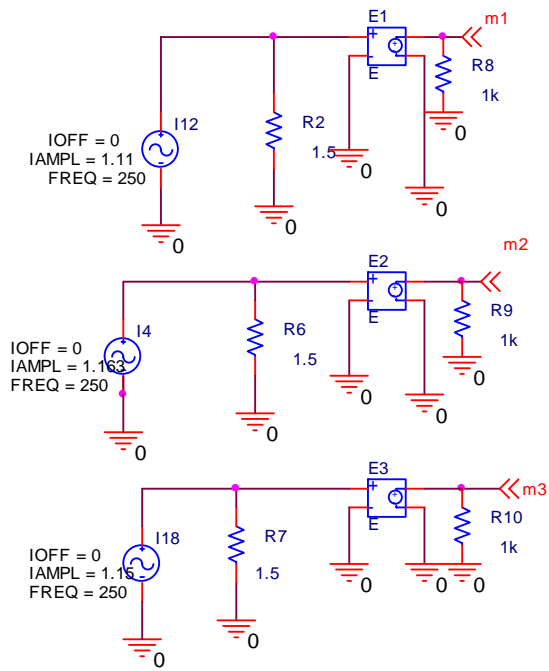 E1
m1
+
+
-
-
E
R8
1k
0
IOFF = 0
IAMPL = 1.11
FREQ = 250
I12
+
-
R2
1.5
0
0
0
0
m2
E2
+
+
-
-
E
R9
1k
0
I4
IOFF = 0
IAMPL = 1.163
FREQ = 250
+
-
R6
1.5
0
0
0
0
E3
m3
+
+
-
-
E
R10
1k
I18
IOFF = 0
IAMPL = 1.15
FREQ = 250
+
-
R7
1.5
0
0
0
0
0